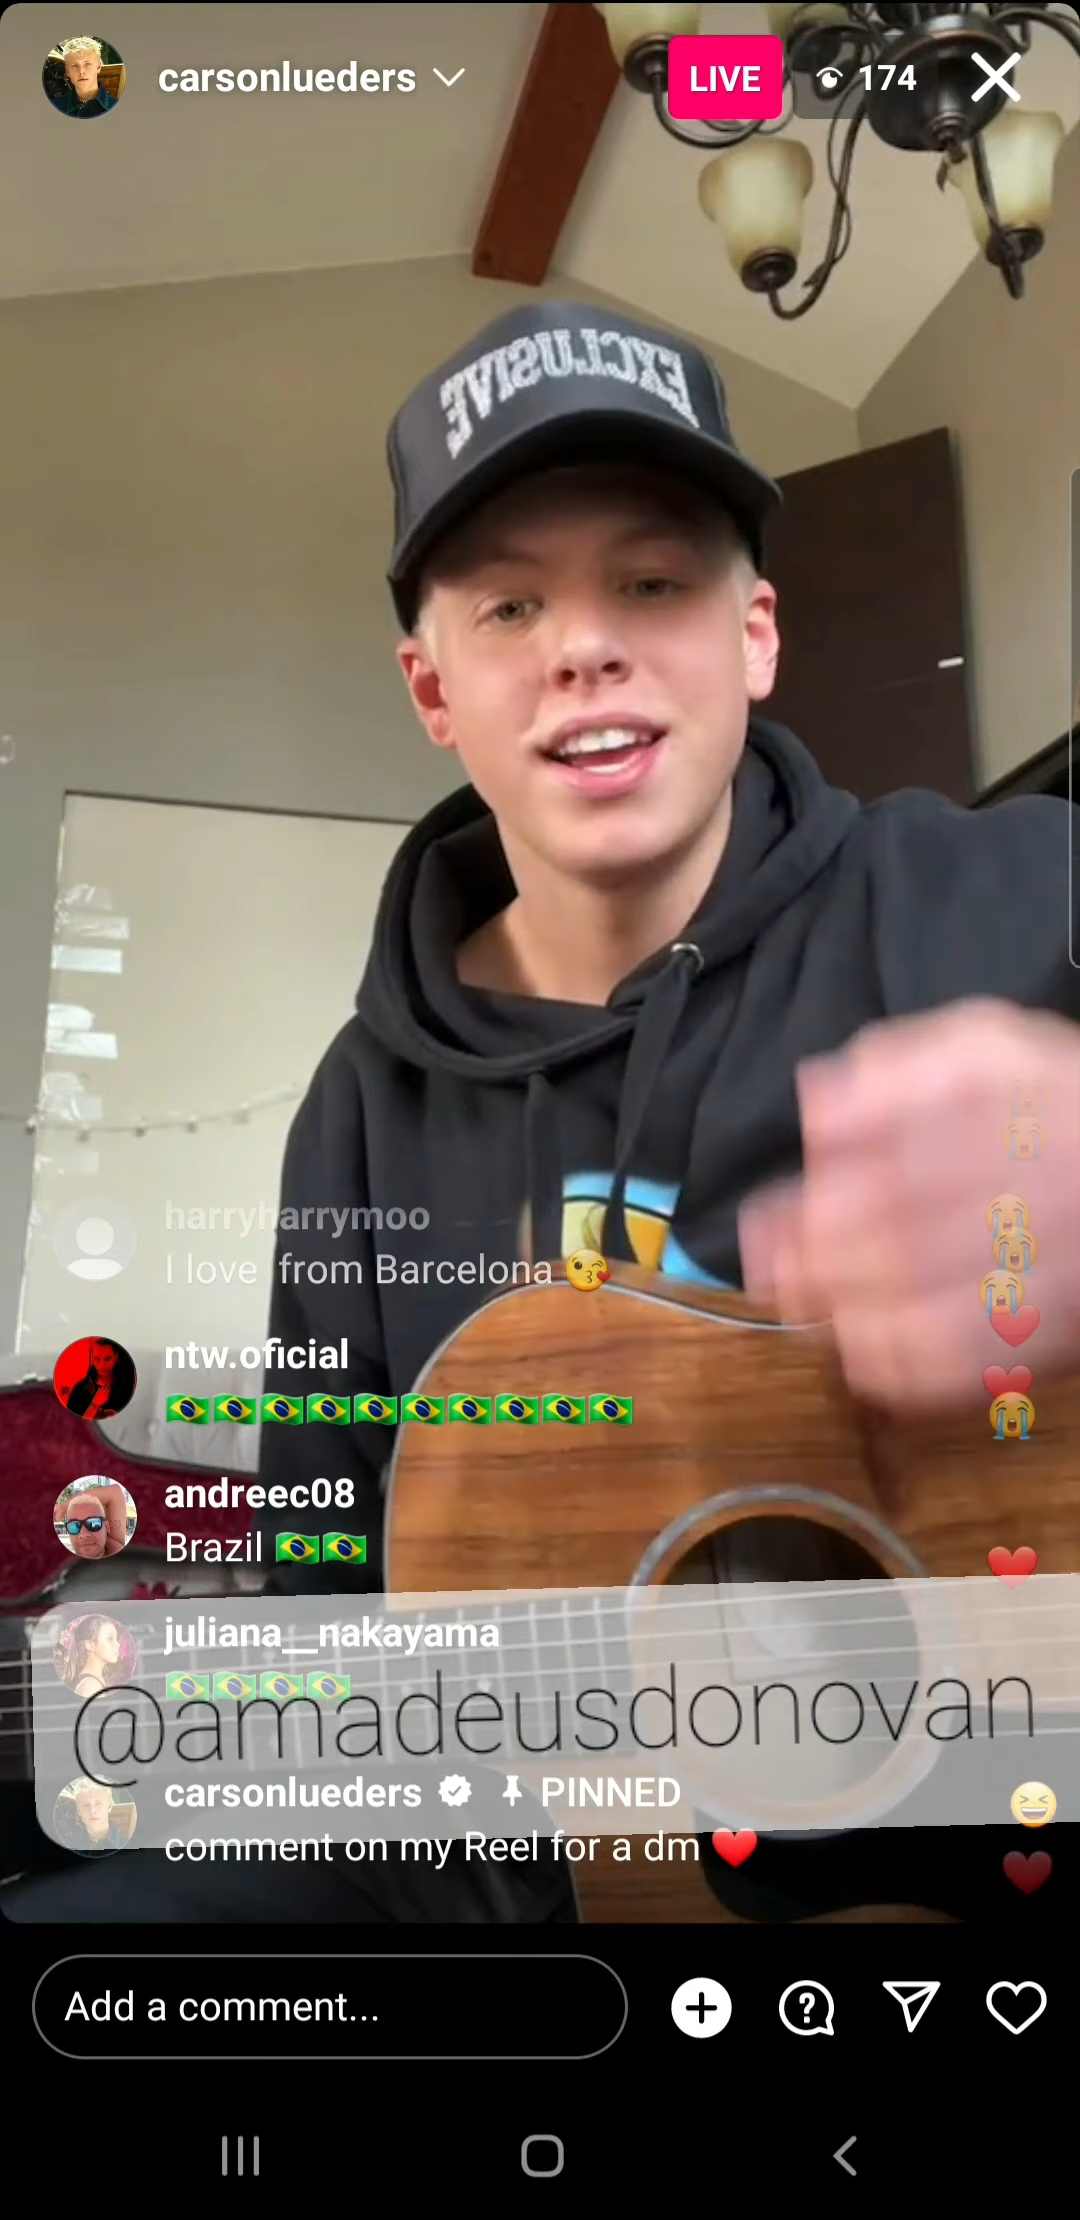 carsonlueders
LIVE
174
EXCLUSIVE
harryharrymoo
I love from Barcelona 😘
ntw.oficial
🇧🇷🇧🇷🇧🇷🇧🇷🇧🇷🇧🇷🇧🇷🇧🇷🇧🇷🇧🇷
andreec08
Brazil 🇧🇷🇧🇷
juliana__nakayama
🇧🇷🇧🇷🇧🇷🇧🇷
@amadeusdonovan
carsonlueders PINNED
comment on my Reel for a dm ❤️
Add a comment...